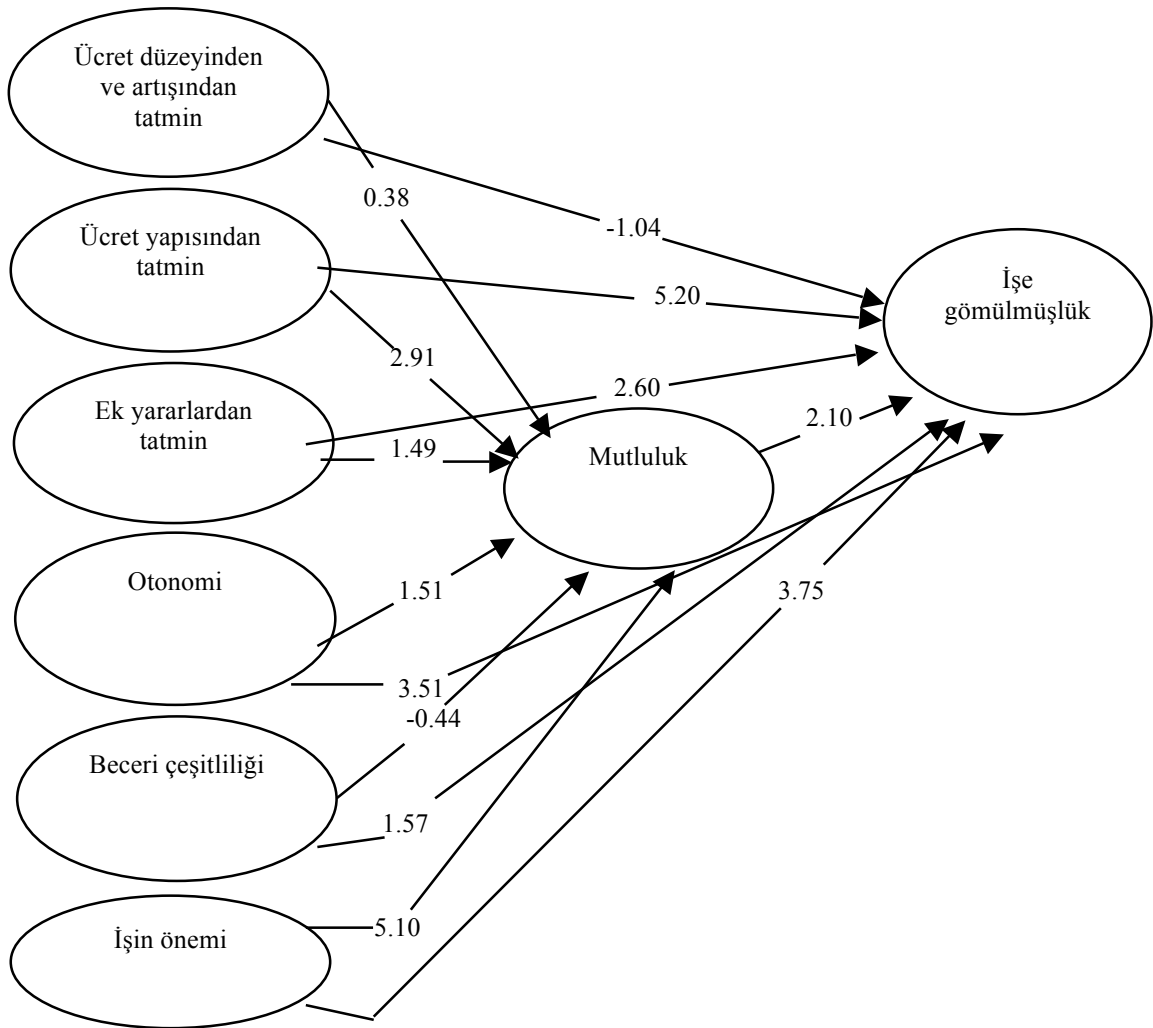 Ücret düzeyinden
ve artışından
tatmin
0.38
-1.04
Ücret yapısından
tatmin
İşe
gömülmüşlük
5.20
2.91
2.60
Ek yararlardan
tatmin
1.49
2.10
Mutluluk
Otonomi
1.51
3.75
3.51
-0.44
Beceri çeşitliliği
1.57
İşin önemi
5.10